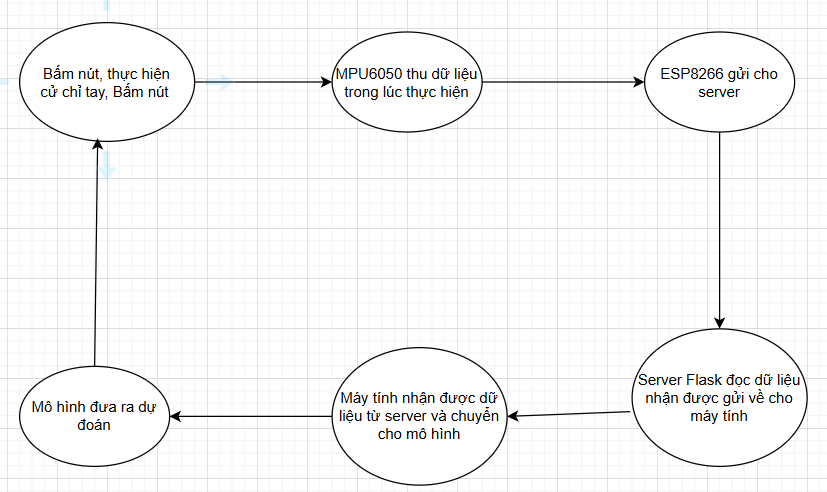 Bấm nút, thực hiện
cử chỉ tay, Bấm nút
MPU6050 thu dữ liệu
trong lúc thực hiện
ESP8266 gửi cho
server
Server Flask đọc dữ liệu
nhận được gửi về cho
máy tính
Máy tính nhận được dữ
liệu từ server và chuyển
cho mô hình
Mô hình đưa ra dự
đoán